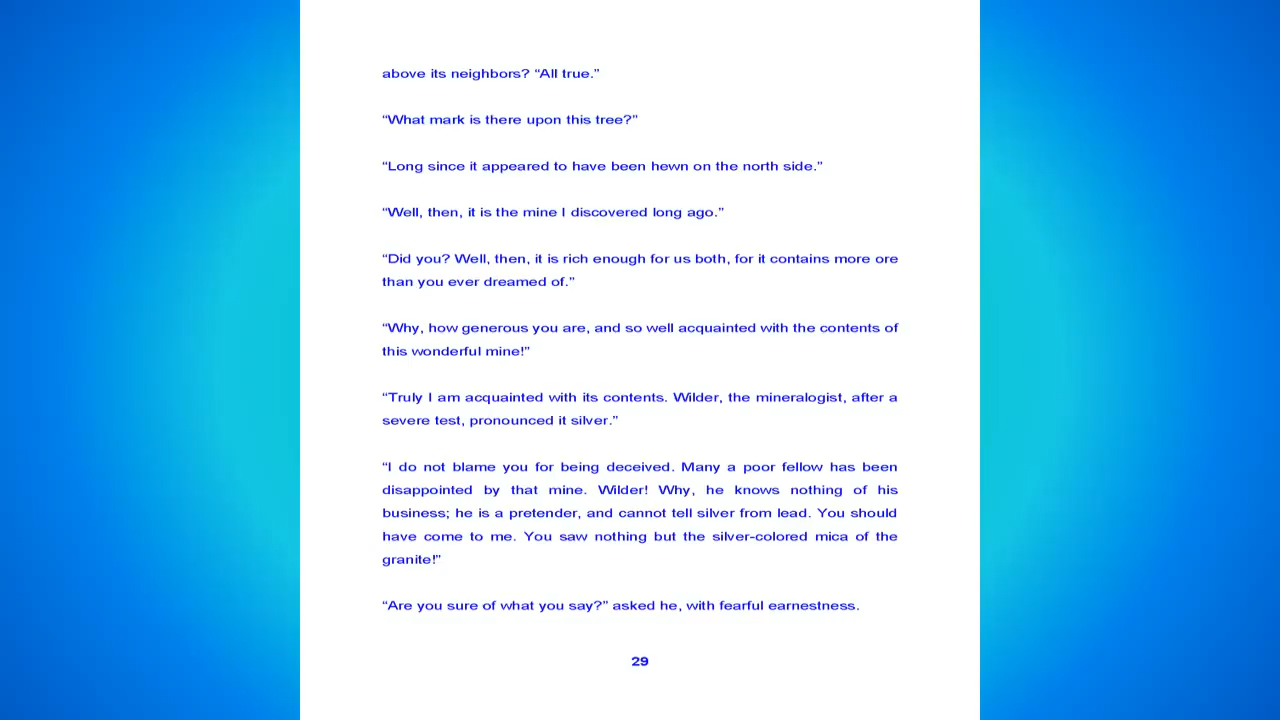 above its neighbors? “All true.”
“What mark is there upon this tree?”
“Long since it appeared to have been hewn on the north side.”
“Well, then, it is the mine I discovered long ago.”
“Did you? Well, then, it is rich enough for us both, for it contains more ore
than you ever dreamed of.”
“Why, how generous you are, and so well acquainted with the contents of
this wonderful mine!”
“Truly I am acquainted with its contents. Wilder, the mineralogist, after a
severe test, pronounced it silver.”
“I do not blame you for being deceived. Many a poor fellow has been
disappointed by that mine. Wilder! Why, he knows nothing of his
business; he is a pretender, and cannot tell silver from lead. You should
have come to me. You saw nothing but the silver-colored mica of the
granite!”
“Are you sure of what you say?” asked he, with fearful earnestness.
29